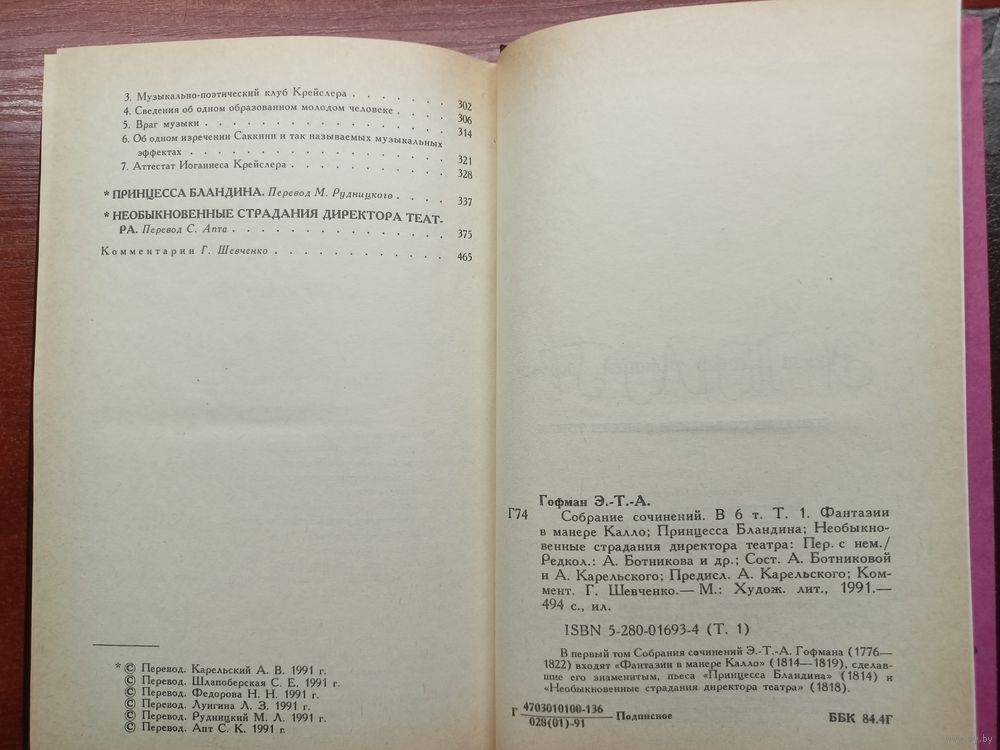 3. Музыкально-поэтический клуб Крейслера . . . . . . . 302
4. Сведения об одном образованном молодом человеке . . . . 306
5. Враг музыки . . . . . . . . . . . . . . . . 314
6. Об одном изречении Саккини и так называемых музыкальных
эффектах . . . . . . . . . . . . . . . . . 321
7. Аттестат Иоганнеса Крейслера . . . . . . . . . . . 328
* ПРИНЦЕССА БЛАНДИНА. Перевод М. Рудницкого . . . . 337
* НЕОБЫКНОВЕННЫЕ СТРАДАНИЯ ДИРЕКТОРА ТЕАТ-
РА. Перевод С. Апта . . . . . . . . . . . . . . 375
Комментарии Г. Шевченко . . . . . . . . . . . . 465
* © Перевод. Карельский А. В. 1991 г.
© Перевод. Шлапоберская С. Е. 1991 г.
© Перевод. Федорова Н. Н. 1991 г.
© Перевод. Лунгина Л. З. 1991 г.
© Перевод. Рудницкий М. Л. 1991 г.
© Перевод. Апт С. К. 1991 г.
Гофман Э.-Т.-А.
Г74 Собрание сочинений. В 6 т. Т. 1. Фантазии
в манере Калло; Принцесса Бландина; Необыкно-
венные страдания директора театра: Пер. с нем./
Редкол.: А. Ботникова и др.; Сост. А. Ботниковой
и А. Карельского; Предисл. А. Карельского; Ком-
мент. Г. Шевченко.— М.: Худож. лит., 1991.—
494 с., ил.
ISBN 5-280-01693-4 (Т. 1)
В первый том Собрания сочинений Э.-Т.-А. Гофмана (1776—
1822) входят «Фантазии в манере Калло» (1814—1819), сделав-
шие его знаменитым, пьеса «Принцесса Бландина» (1814) и
«Необыкновенные страдания директора театра» (1818).
Г 4703010100-136
028(01)-91 Подписное ББК 84.4Г